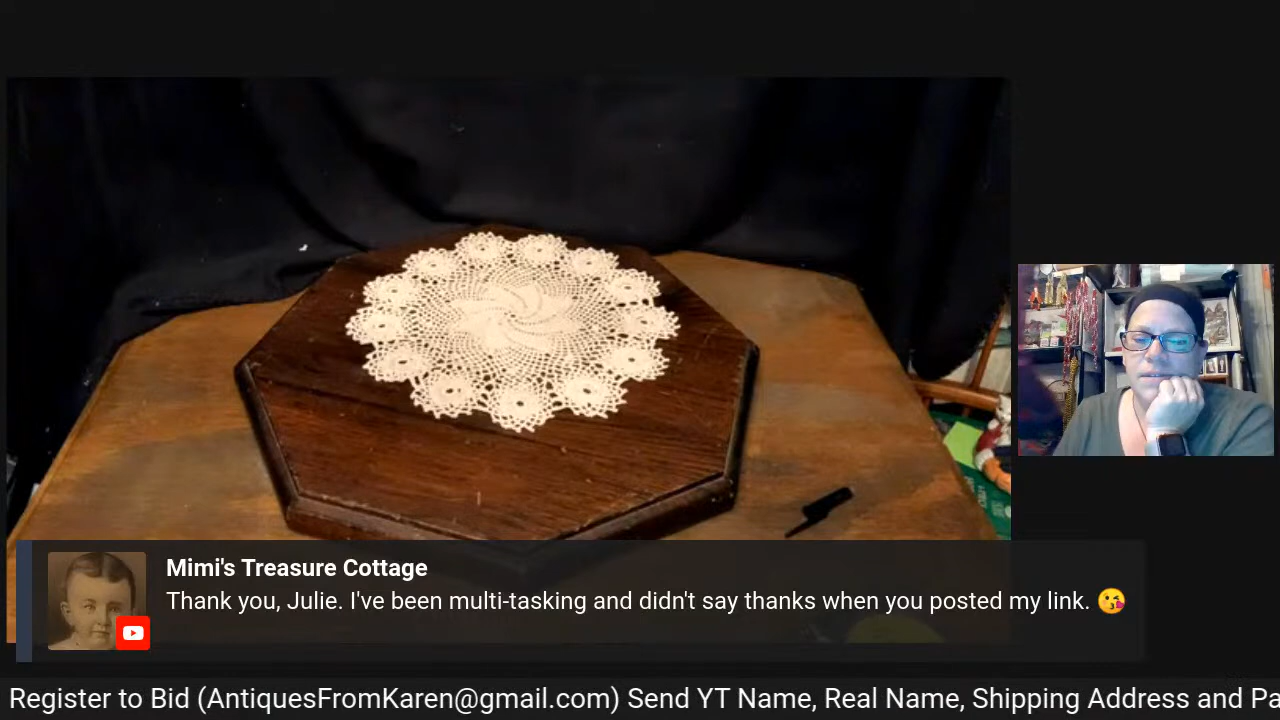 Mimi's Treasure Cottage
Thank you, Julie. I've been multi-tasking and didn't say thanks when you posted my link. 😘
Register to Bid (AntiquesFromKaren@gmail.com) Send YT Name, Real Name, Shipping Address and Pa